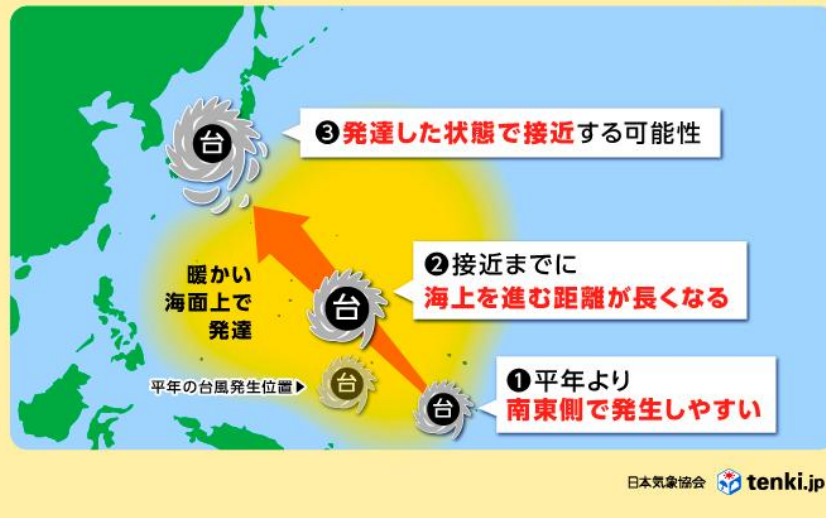 台
❸発達した状態で接近する可能性
❷接近までに
海上を進む距離が長くなる
暖かい
海面上で
発達
台
平年の台風発生位置▶
台
台
❶平年より
南東側で発生しやすい
日本気象協会 tenki.jp